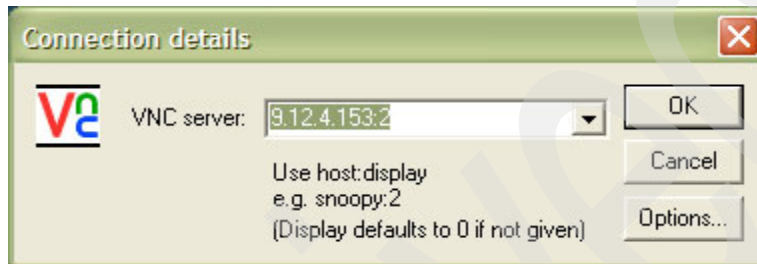 Connection details
VNC server:
9.12.4.153:2
OK
Use host:display
e.g. snoopy:2
(Display defaults to 0 if not given)
Cancel
Options...